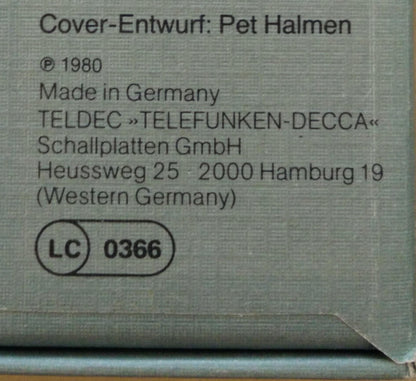 Cover-Entwurf: Pet Halmen
℗ 1980
Made in Germany
TELDEC »TELEFUNKEN-DECCA«
Schallplatten GmbH
Heussweg 25 · 2000 Hamburg 19
(Western Germany)
LC 0366